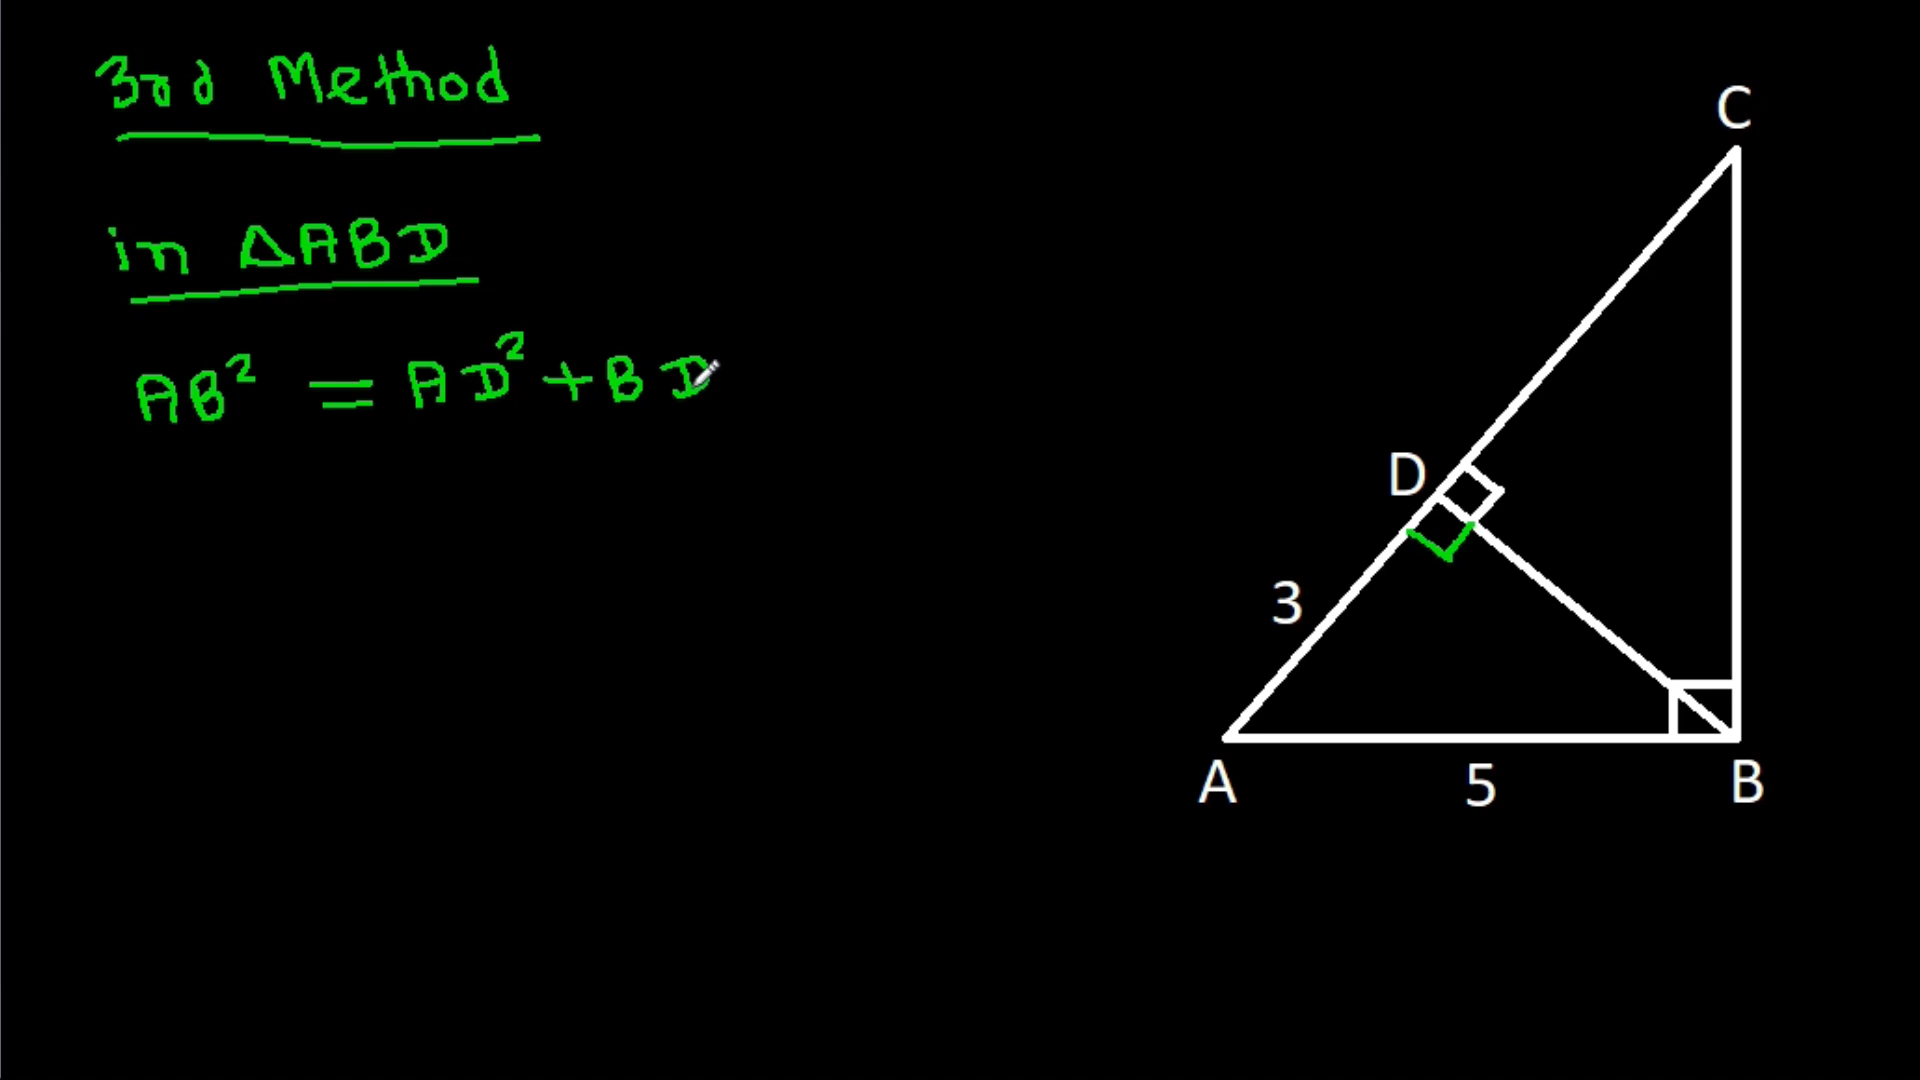 3rd Method
in ΔABD
AB² = AD² + BD
C
D
3
A
5
B